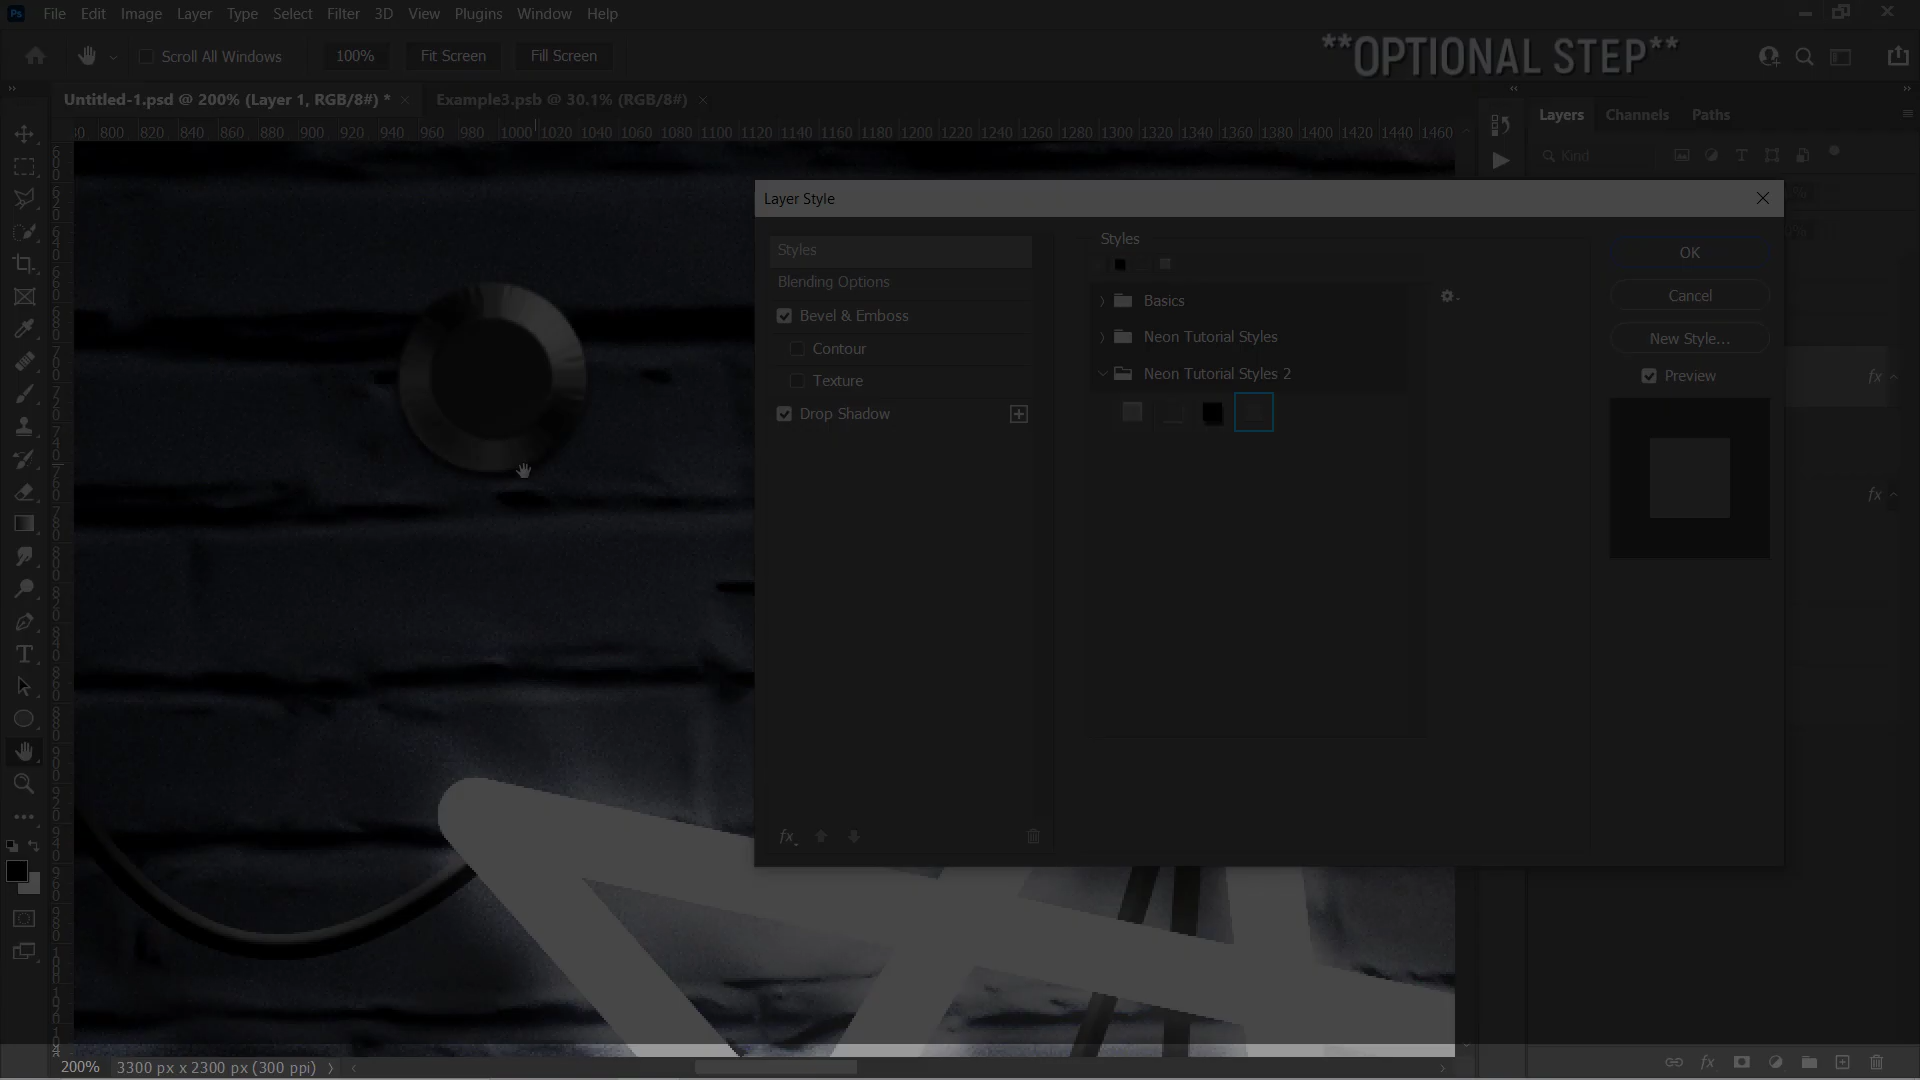 Ps File Edit Image Layer Type Select Filter 3D View Plugins Window Help
**OPTIONAL STEP**
Scroll All Windows 100% Fit Screen Fill Screen
Untitled-1.psd @ 200% (Layer 1, RGB/8#) * Example3.psb @ 30.1% (RGB/8#)
800 820 840 860 880 900 920 940 960 980 1000 1020 1040 1060 1080 1100 1120 1140 1160 1180 1200 1220 1240 1260 1280 1300 1320 1340 1360 1380 1400 1420 1440 1460
Layers Channels Paths
Kind
Layer Style
Styles
Blending Options
Bevel & Emboss
Contour
Texture
Drop Shadow
fx
Styles
Basics
Neon Tutorial Styles
Neon Tutorial Styles 2
OK
Cancel
New Style...
Preview
fx
fx
200% 3300 px x 2300 px (300 ppi)
fx